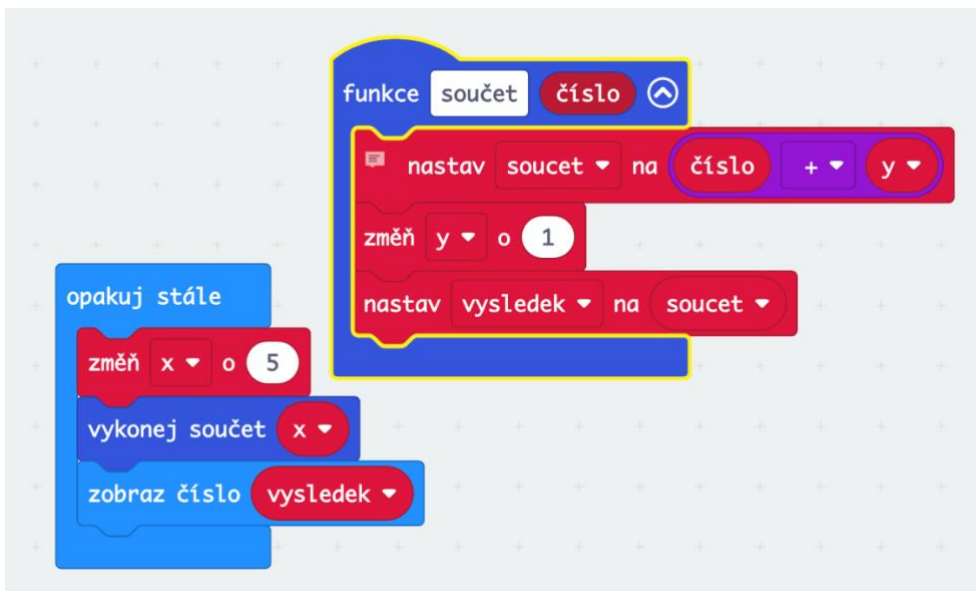 funkce součet číslo
nastav soucet na číslo + y
změň y o 1
nastav vysledek na soucet
opakuj stále
změň x o 5
vykonej součet x
zobraz číslo vysledek